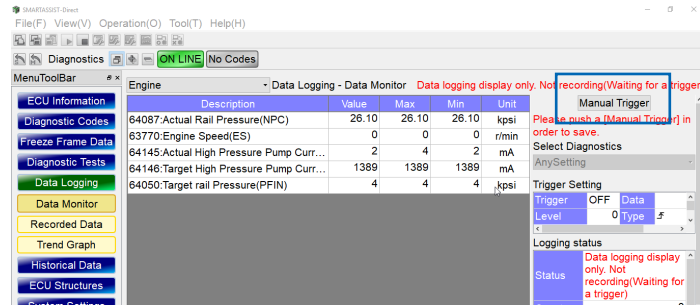 SMARTASSIST-Direct
File(F) View(V) Operation(O) Tool(T) Help(H)
Diagnostics ON LINE No Codes
MenuToolBar
ECU Information
Diagnostic Codes
Freeze Frame Data
Diagnostic Tests
Data Logging
Data Monitor
Recorded Data
Trend Graph
Historical Data
ECU Structures
Engine Data Logging - Data Monitor Data logging display only. Not recording(Waiting for a trigger
Description Value Max Min Unit
64087:Actual Rail Pressure(NPC) 26.10 26.10 26.10 kpsi
63770:Engine Speed(ES) 0 0 0 r/min
64145:Actual High Pressure Pump Curr... 2 4 2 mA
64146:Target High Pressure Pump Curr... 1389 1389 1389 mA
64050:Target rail Pressure(PFIN) 4 4 4 kpsi
Manual Trigger
Please push a [Manual Trigger] in
order to save.
Select Diagnostics
AnySetting
Trigger Setting
Trigger OFF Data
Level 0 Type
Logging status
Status
Data logging display
only. Not
recording(Waiting for
a trigger)